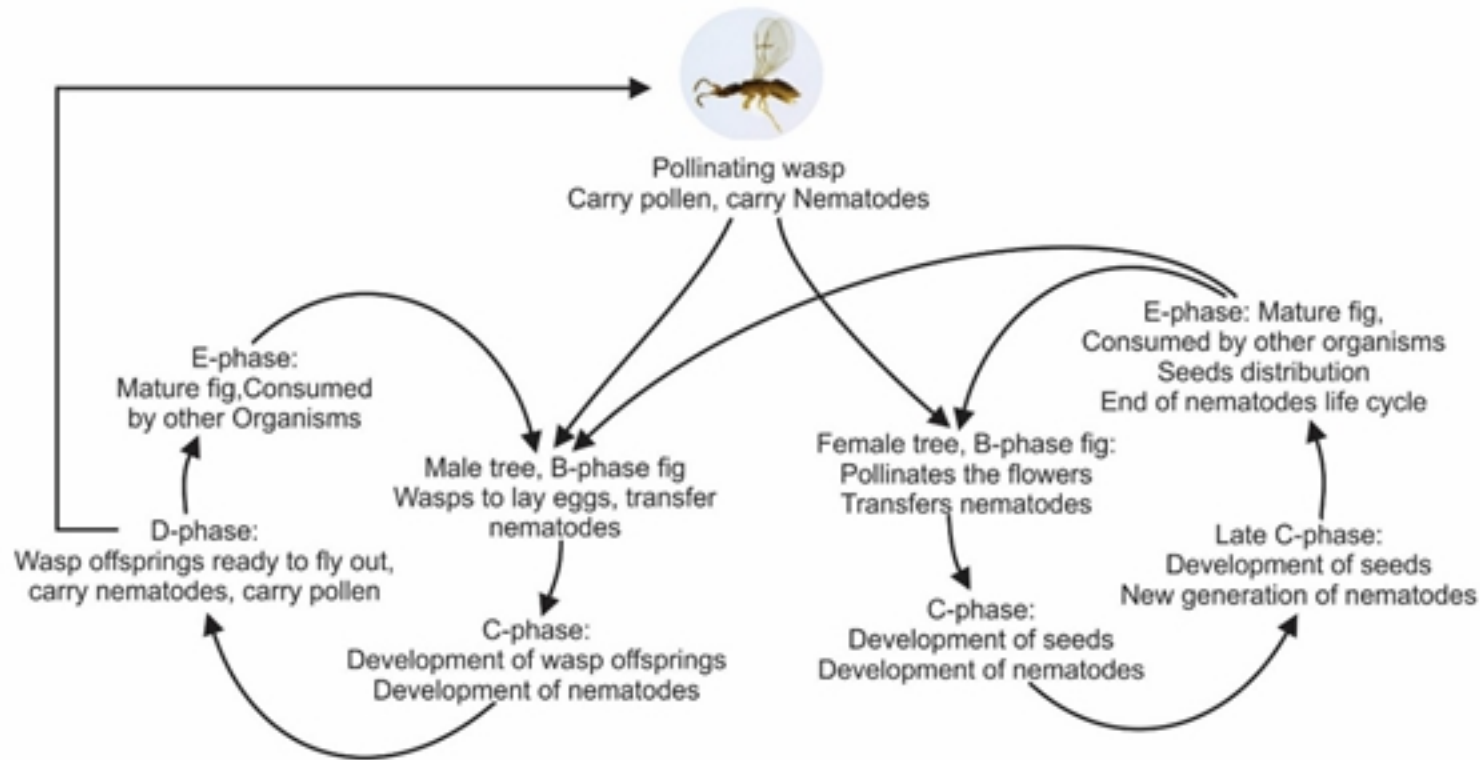 Pollinating wasp
Carry pollen, carry Nematodes
E-phase:
Mature fig,Consumed
by other Organisms
Male tree, B-phase fig
Wasps to lay eggs, transfer
nematodes
D-phase:
Wasp offsprings ready to fly out,
carry nematodes, carry pollen
C-phase:
Development of wasp offsprings
Development of nematodes
E-phase: Mature fig,
Consumed by other organisms
Seeds distribution
End of nematodes life cycle
Female tree, B-phase fig:
Pollinates the flowers
Transfers nematodes
Late C-phase:
Development of seeds
New generation of nematodes
C-phase:
Development of seeds
Development of nematodes